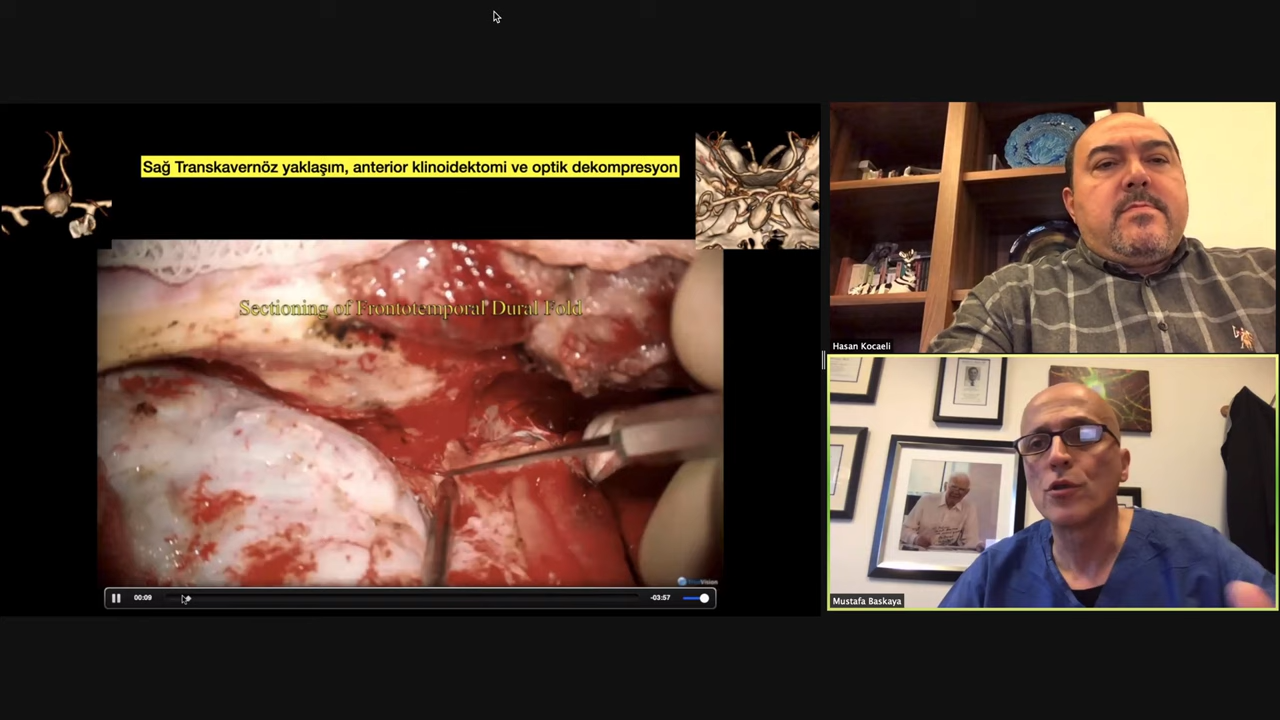 Sağ Transkavernöz yaklaşım, anterior klinoidektomi ve optik dekompresyon
Sectioning of Frontotemporal Dural Fold
00:09
-03:57
Hasan Kocaeli
Mustafa Baskaya